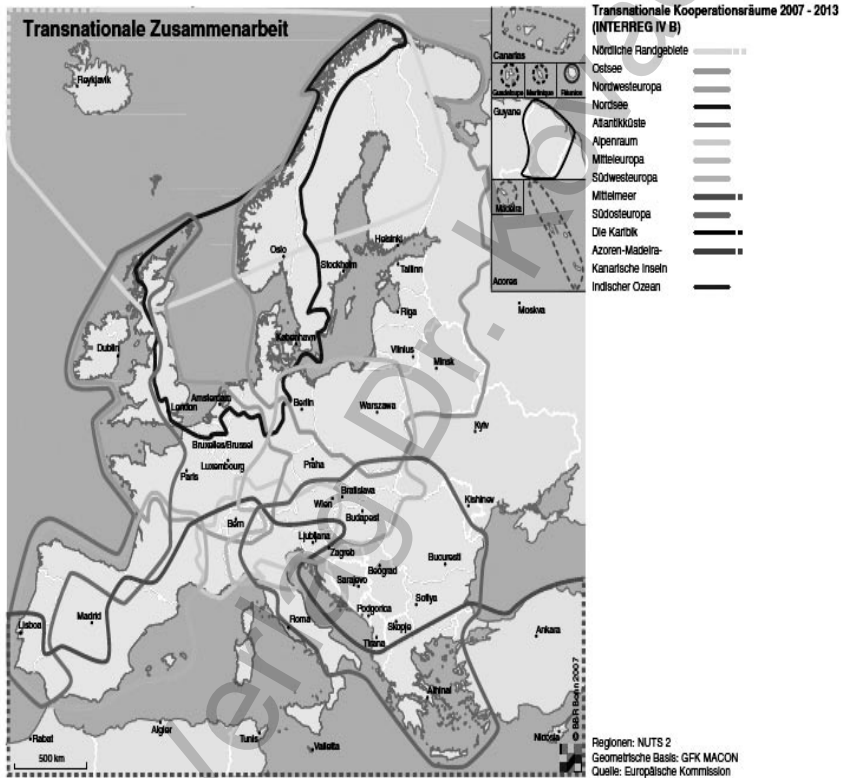 Transnationale Zusammenarbeit
Transnationale Kooperationsräume 2007 - 2013
(INTERREG IV B)
Nördliche Randgebiete
Ostsee
Nordwesteuropa
Nordsee
Atlantikküste
Alpenraum
Mitteleuropa
Südwesteuropa
Mittelmeer
Südosteuropa
Die Karibik
Azoren-Madeira-
Kanarische Inseln
Indischer Ozean
Canarias
Guadeloupe Martinique Réunion
Guyane
Madeira
Acores
Reykjavik
Oslo
Helsinki
Stockholm
Tallinn
Riga
Moskva
København
Dublin
Vilnius
Minsk
Amsterdam
London
Berlin
Warszawa
Bruxelles/Brussel
Kyiv
Luxembourg
Paris
Praha
Bratislava
Wien
Kishinev
Budapest
Bern
Ljubljana
Zagreb
Bucuresti
Beograd
Sarajevo
Sofiya
Podgorica
Madrid
Lisboa
Roma
Skopje
Tirana
Ankara
Athinai
Rabat
Alger
Tunis
Valletta
Nicosia
500 km
© BBR Bonn 2007
Regionen: NUTS 2
Geometrische Basis: GFK MACON
Quelle: Europäische Kommission
Verlag Dr. Kova